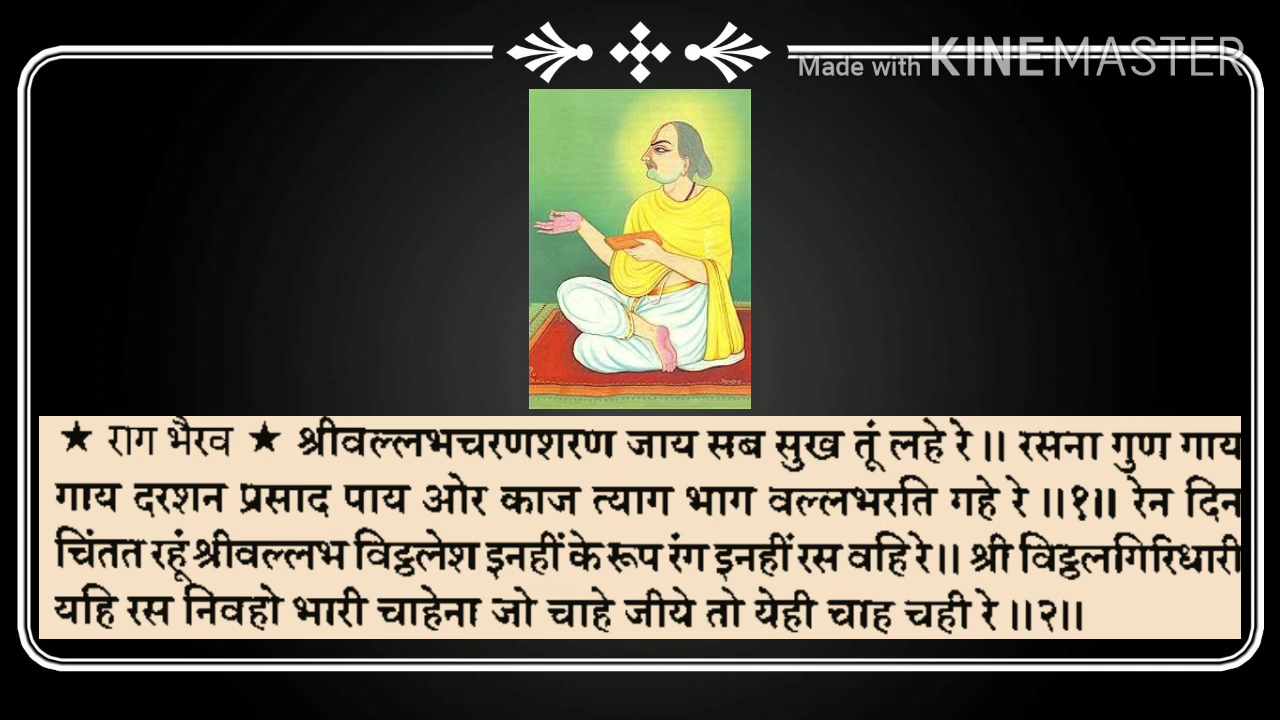 Made with KINEMASTER
★ राग भैरव ★ श्रीवल्लभचरणशरण जाय सब सुख तूं लहे रे ॥ रसना गुण गाय
गाय दरशन प्रसाद पाय ओर काज त्याग भाग वल्लभरति गहे रे ॥१॥ रेन दिन
चिंतत रहूं श्रीवल्लभ विट्ठलेश इनहीं के रूप रंग इनहीं रस वहि रे॥ श्री विट्ठलगिरिधारी
यहि रस निवहो भारी चाहेना जो चाहे जीये तो येही चाह चही रे ॥२॥